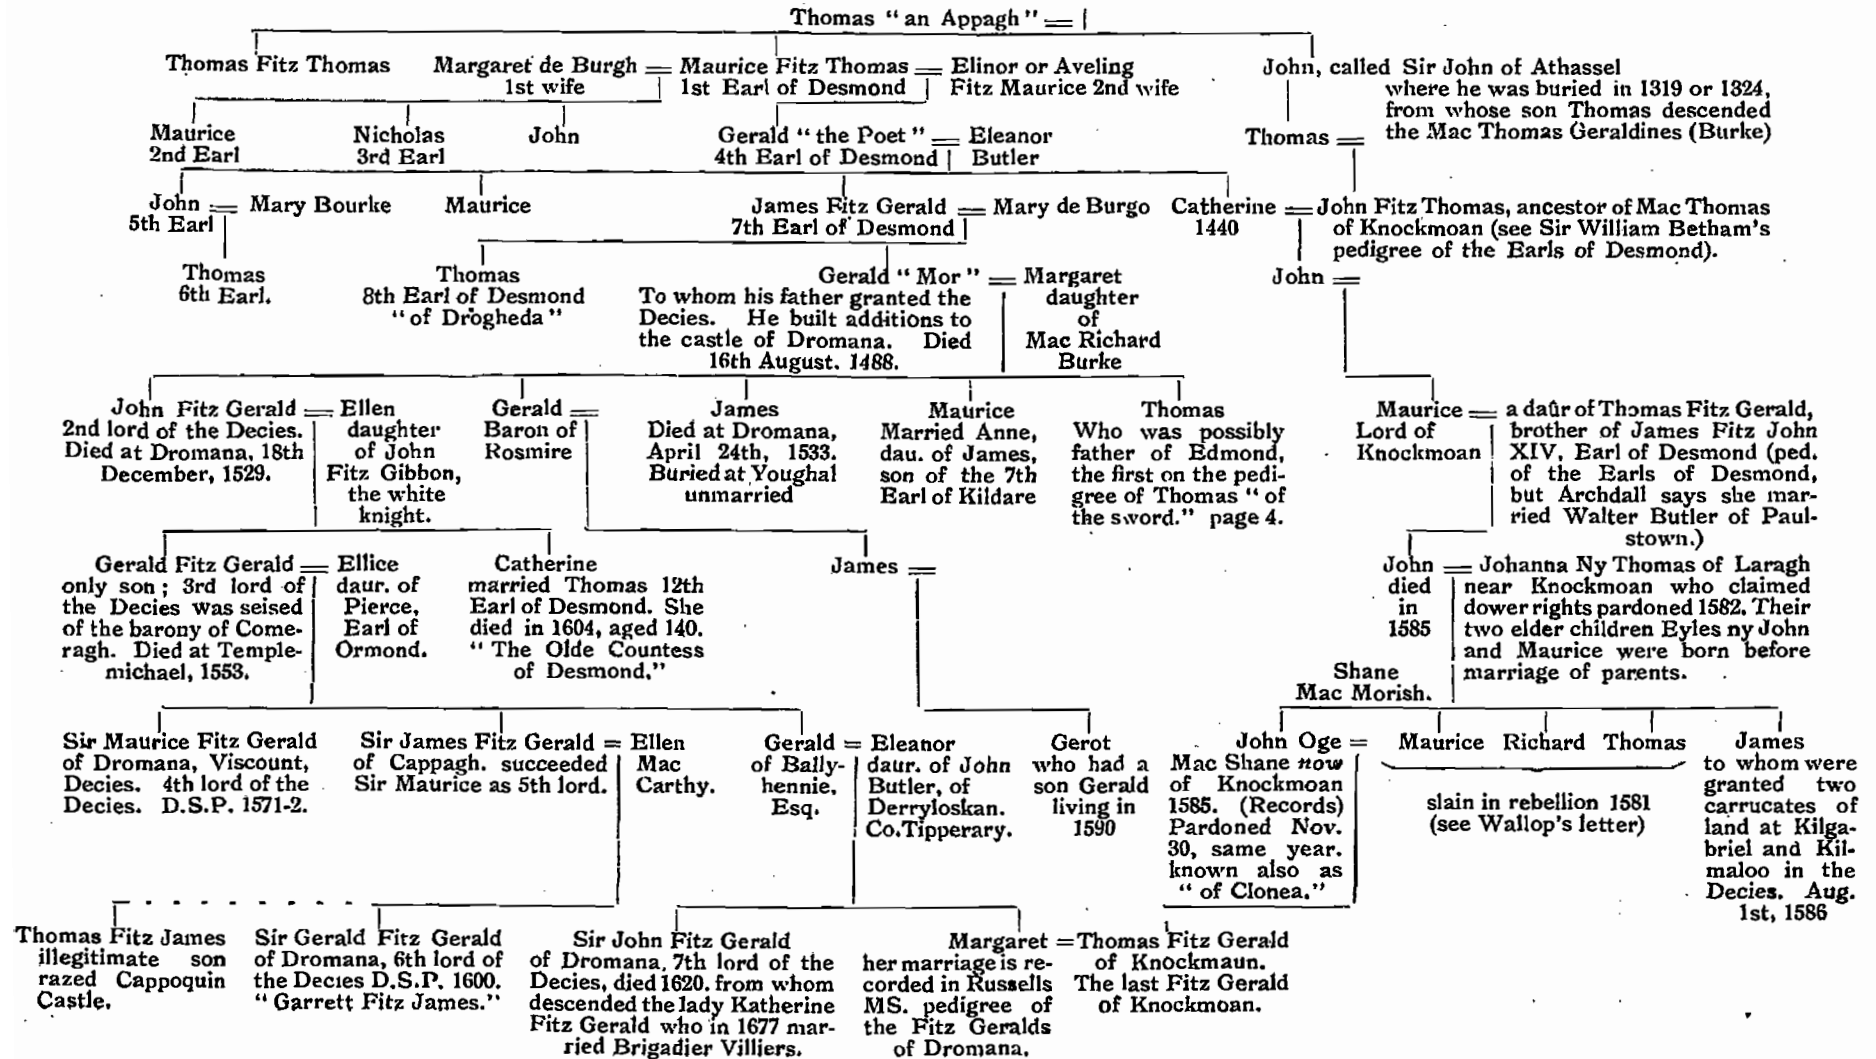 Thomas "an Appagh" =
Thomas Fitz Thomas
Margaret de Burgh =
1st wife
Maurice Fitz Thomas =
1st Earl of Desmond
Elinor or Aveling
Fitz Maurice 2nd wife
John, called Sir John of Athassel
where he was buried in 1319 or 1324,
from whose son Thomas descended
the Mac Thomas Geraldines (Burke)
Maurice
2nd Earl
Nicholas
3rd Earl
John
Gerald "the Poet" =
4th Earl of Desmond
Eleanor
Butler
Thomas =
John =
5th Earl
Mary Bourke
Maurice
James Fitz Gerald =
7th Earl of Desmond
Mary de Burgo
Catherine =
1440
John Fitz Thomas, ancestor of Mac Thomas
of Knockmoan (see Sir William Betham's
pedigree of the Earls of Desmond).
Thomas
6th Earl.
Thomas
8th Earl of Desmond
"of Drogheda"
Gerald "Mor" =
To whom his father granted the
Decies. He built additions to
the castle of Dromana. Died
16th August. 1488.
Margaret
daughter
of
Mac Richard
Burke
John =
John Fitz Gerald =
2nd lord of the Decies.
Died at Dromana, 18th
December, 1529.
Ellen
daughter
of John
Fitz Gibbon,
the white
knight.
Gerald =
Baron of
Rosmire
James
Died at Dromana,
April 24th, 1533.
Buried at Youghal
unmarried
Maurice
Married Anne,
dau. of James,
son of the 7th
Earl of Kildare
Thomas
Who was possibly
father of Edmond,
the first on the pedi-
gree of Thomas "of
the sword." page 4.
Maurice =
Lord of
Knockmoan
a daûr of Thomas Fitz Gerald,
brother of James Fitz John
XIV, Earl of Desmond (ped.
of the Earls of Desmond,
but Archdall says she mar-
ried Walter Butler of Paul-
stown.)
Gerald Fitz Gerald =
only son; 3rd lord of
the Decies was seised
of the barony of Come-
ragh. Died at Temple-
michael, 1553.
Ellice
daur. of
Pierce,
Earl of
Ormond.
Catherine
married Thomas 12th
Earl of Desmond. She
died in 1604, aged 140.
"The Olde Countess
of Desmond."
James =
John =
died
in
1585
Shane
Mac Morish.
Johanna Ny Thomas of Laragh
near Knockmoan who claimed
dower rights pardoned 1582. Their
two elder children Eyles ny John
and Maurice were born before
marriage of parents.
Sir Maurice Fitz Gerald
of Dromana, Viscount,
Decies. 4th lord of the
Decies. D.S.P. 1571-2.
Sir James Fitz Gerald =
of Cappagh. succeeded
Sir Maurice as 5th lord.
Ellen
Mac
Carthy.
Gerald =
of Bally-
hennie,
Esq.
Eleanor
daur. of John
Butler, of
Derryloskan.
Co. Tipperary.
Gerot
who had a
son Gerald
living in
1590
John Oge =
Mac Shane now
of Knockmoan
1585. (Records)
Pardoned Nov.
30, same year.
known also as
"of Clonea."
Maurice Richard Thomas
slain in rebellion 1581
(see Wallop's letter)
James
to whom were
granted two
carrucates of
land at Kilga-
briel and Kil-
maloo in the
Decies. Aug.
1st, 1586
Thomas Fitz James
illegitimate son
razed Cappoquin
Castle.
Sir Gerald Fitz Gerald
of Dromana, 6th lord of
the Decies D.S.P. 1600.
"Garrett Fitz James."
Sir John Fitz Gerald
of Dromana, 7th lord of the
Decies, died 1620. from whom
descended the lady Katherine
Fitz Gerald who in 1677 mar-
ried Brigadier Villiers.
Margaret =
her marriage is re-
corded in Russells
MS. pedigree of
the Fitz Geralds
of Dromana.
Thomas Fitz Gerald
of Knockmaun.
The last Fitz Gerald
of Knockmoan.